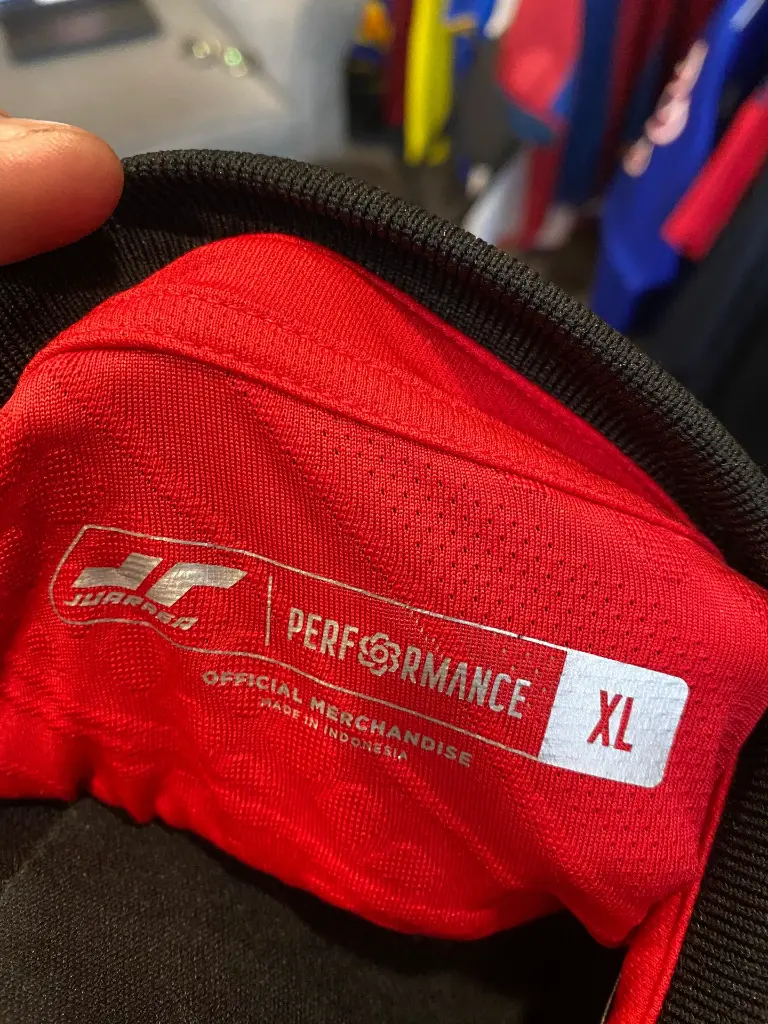 JUARAGA
PERFORMANCE
XL
OFFICIAL MERCHANDISE
MADE IN INDONESIA